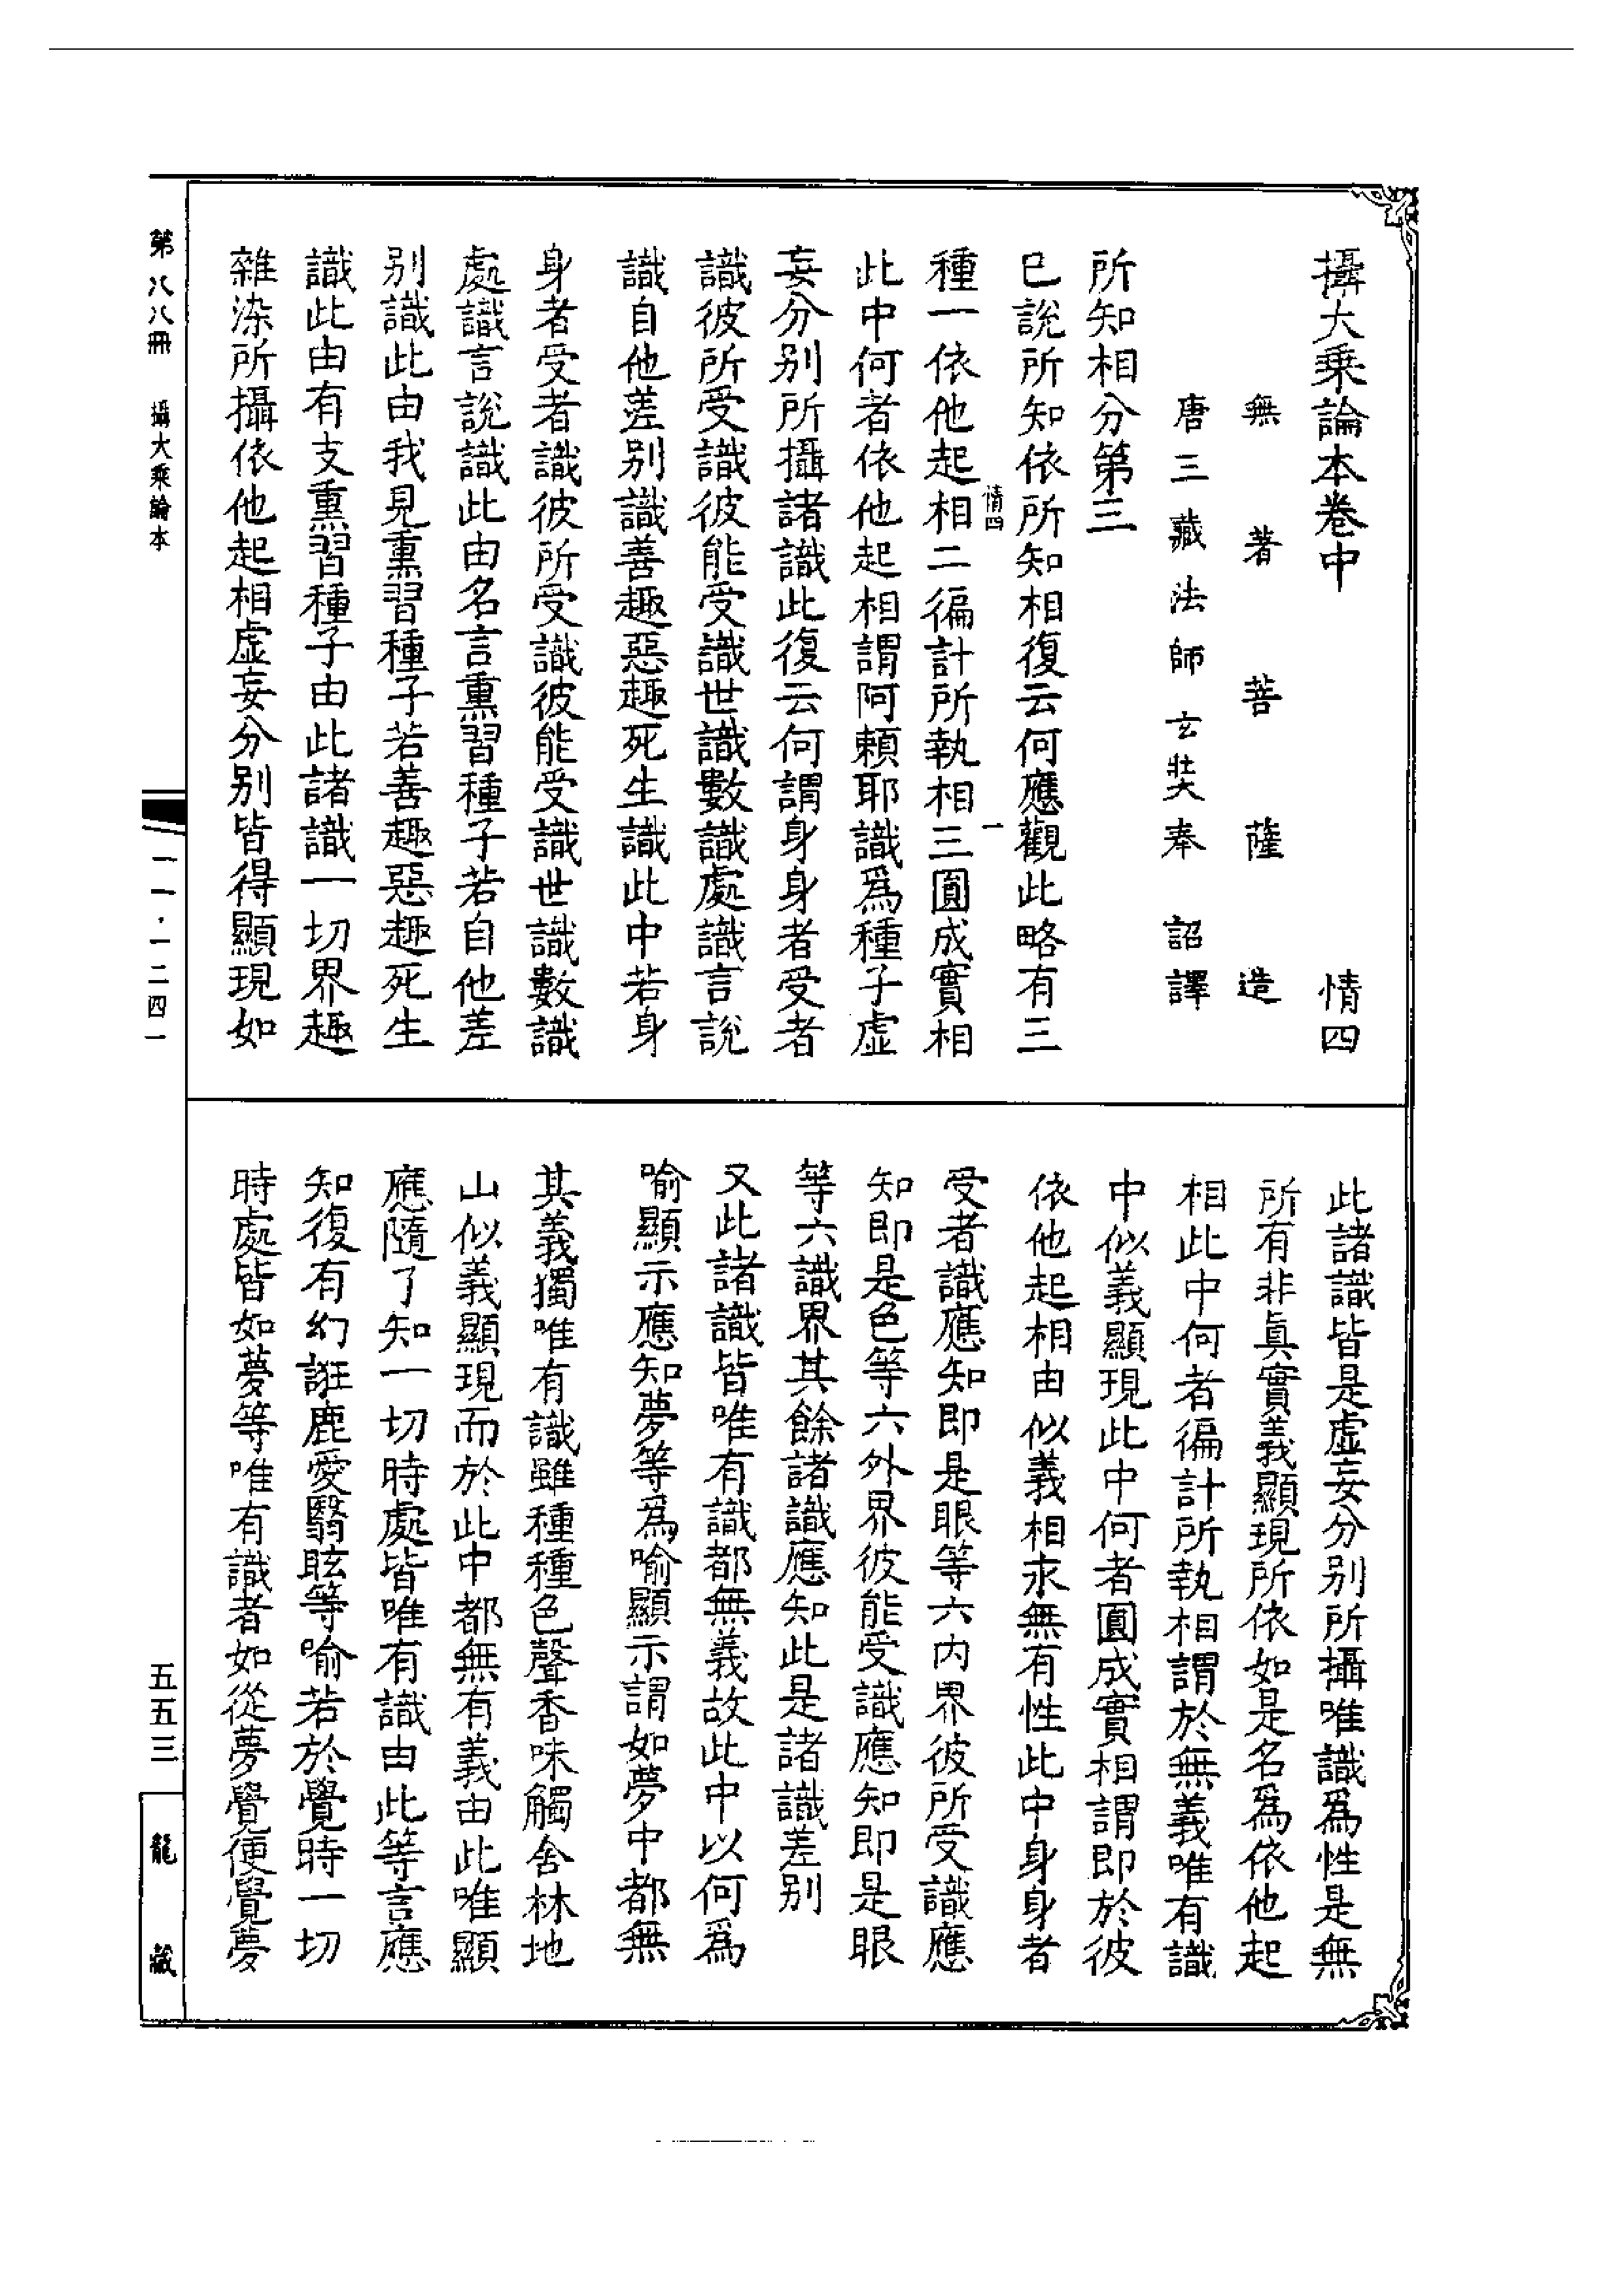 攝大乘論本卷中 情四
無著菩薩造
唐三藏法師玄奘奉 詔譯
所知相分第三
已說所知依所知相復云何應觀此略有三
情四 一
種一依他起相二徧計所執相三圓成實相
此中何者依他起相謂阿賴耶識爲種子虛
妄分別所攝諸識此復云何謂身身者受者
識彼所受識彼能受識世識數識處識言說
識自他差別識善趣惡趣死生識此中若身
身者受者識彼所受識彼能受識世識數識
處識言說識此由名言熏習種子若自他差
別識此由我見熏習種子若善趣惡趣死生
識此由有支熏習種子由此諸識一切界趣
雜染所攝依他起相虛妄分別皆得顯現如
此諸識皆是虛妄分別所攝唯識爲性是無
所有非眞實義顯現所依如是名爲依他起
相此中何者徧計所執相謂於無義唯有識
中似義顯現此中何者圓成實相謂即於彼
依他起相由似義相永無有性此中身身者
受者識應知即是眼等六內界彼所受識應
知即是色等六外界彼能受識應知即是眼
等六識界其餘諸識應知此是諸識差別
又此諸識皆唯有識都無義故此中以何爲
喻顯示應知夢等爲喻顯示謂如夢中都無
其義獨唯有識雖種種色聲香味觸舍林地
山似義顯現而於此中都無有義由此唯顯
應隨了知一切時處皆唯有識由此等言應
知復有幻誑鹿愛翳眩等喻若於覺時一切
時處皆如夢等唯有識者如從夢覺便覺夢
第八八冊 攝大乘論本
一一·一二四一
五五三
龍藏